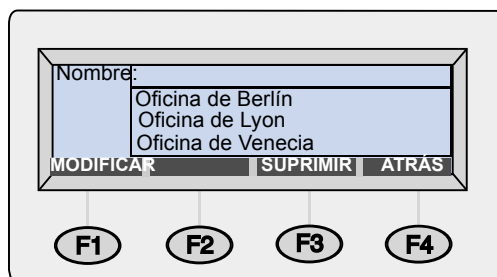 Nombre:
Oficina de Berlín
Oficina de Lyon
Oficina de Venecia
MODIFICAR SUPRIMIR ATRÁS
F1 F2 F3 F4